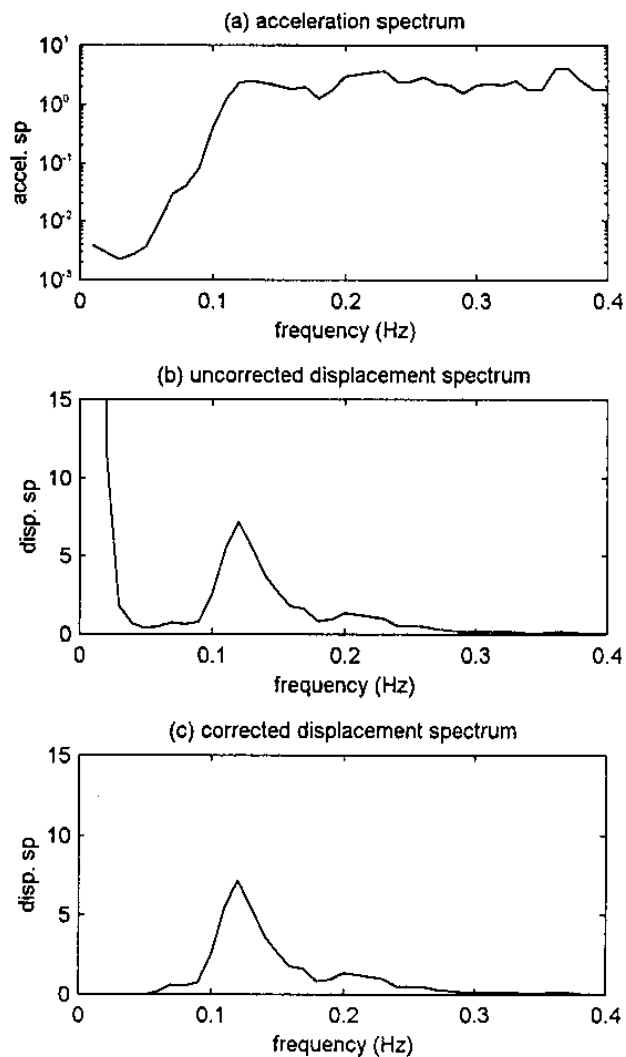 (a) acceleration spectrum
10¹
10⁰
10⁻¹
10⁻²
10⁻³
accel. sp
0 0.1 0.2 0.3 0.4
frequency (Hz)
(b) uncorrected displacement spectrum
15
10
5
0
disp. sp
0 0.1 0.2 0.3 0.4
frequency (Hz)
(c) corrected displacement spectrum
15
10
5
0
disp. sp
0 0.1 0.2 0.3 0.4
frequency (Hz)